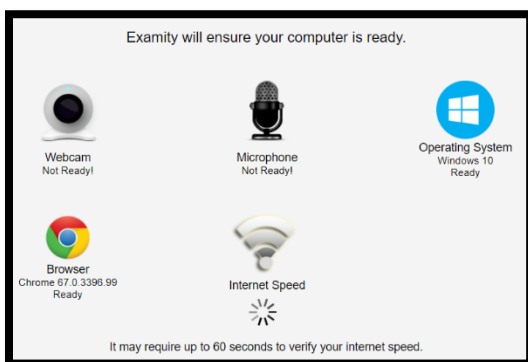 Examity will ensure your computer is ready.
Webcam
Not Ready!
Microphone
Not Ready!
Operating System
Windows 10
Ready
Browser
Chrome 67.0.3396.99
Ready
Internet Speed
It may require up to 60 seconds to verify your internet speed.